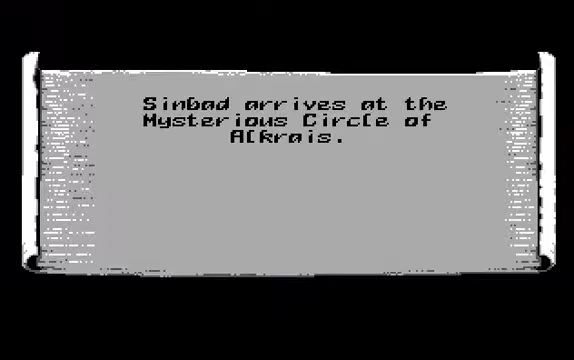 Sinbad arrives at the
Mysterious Circle of
Alkrais.